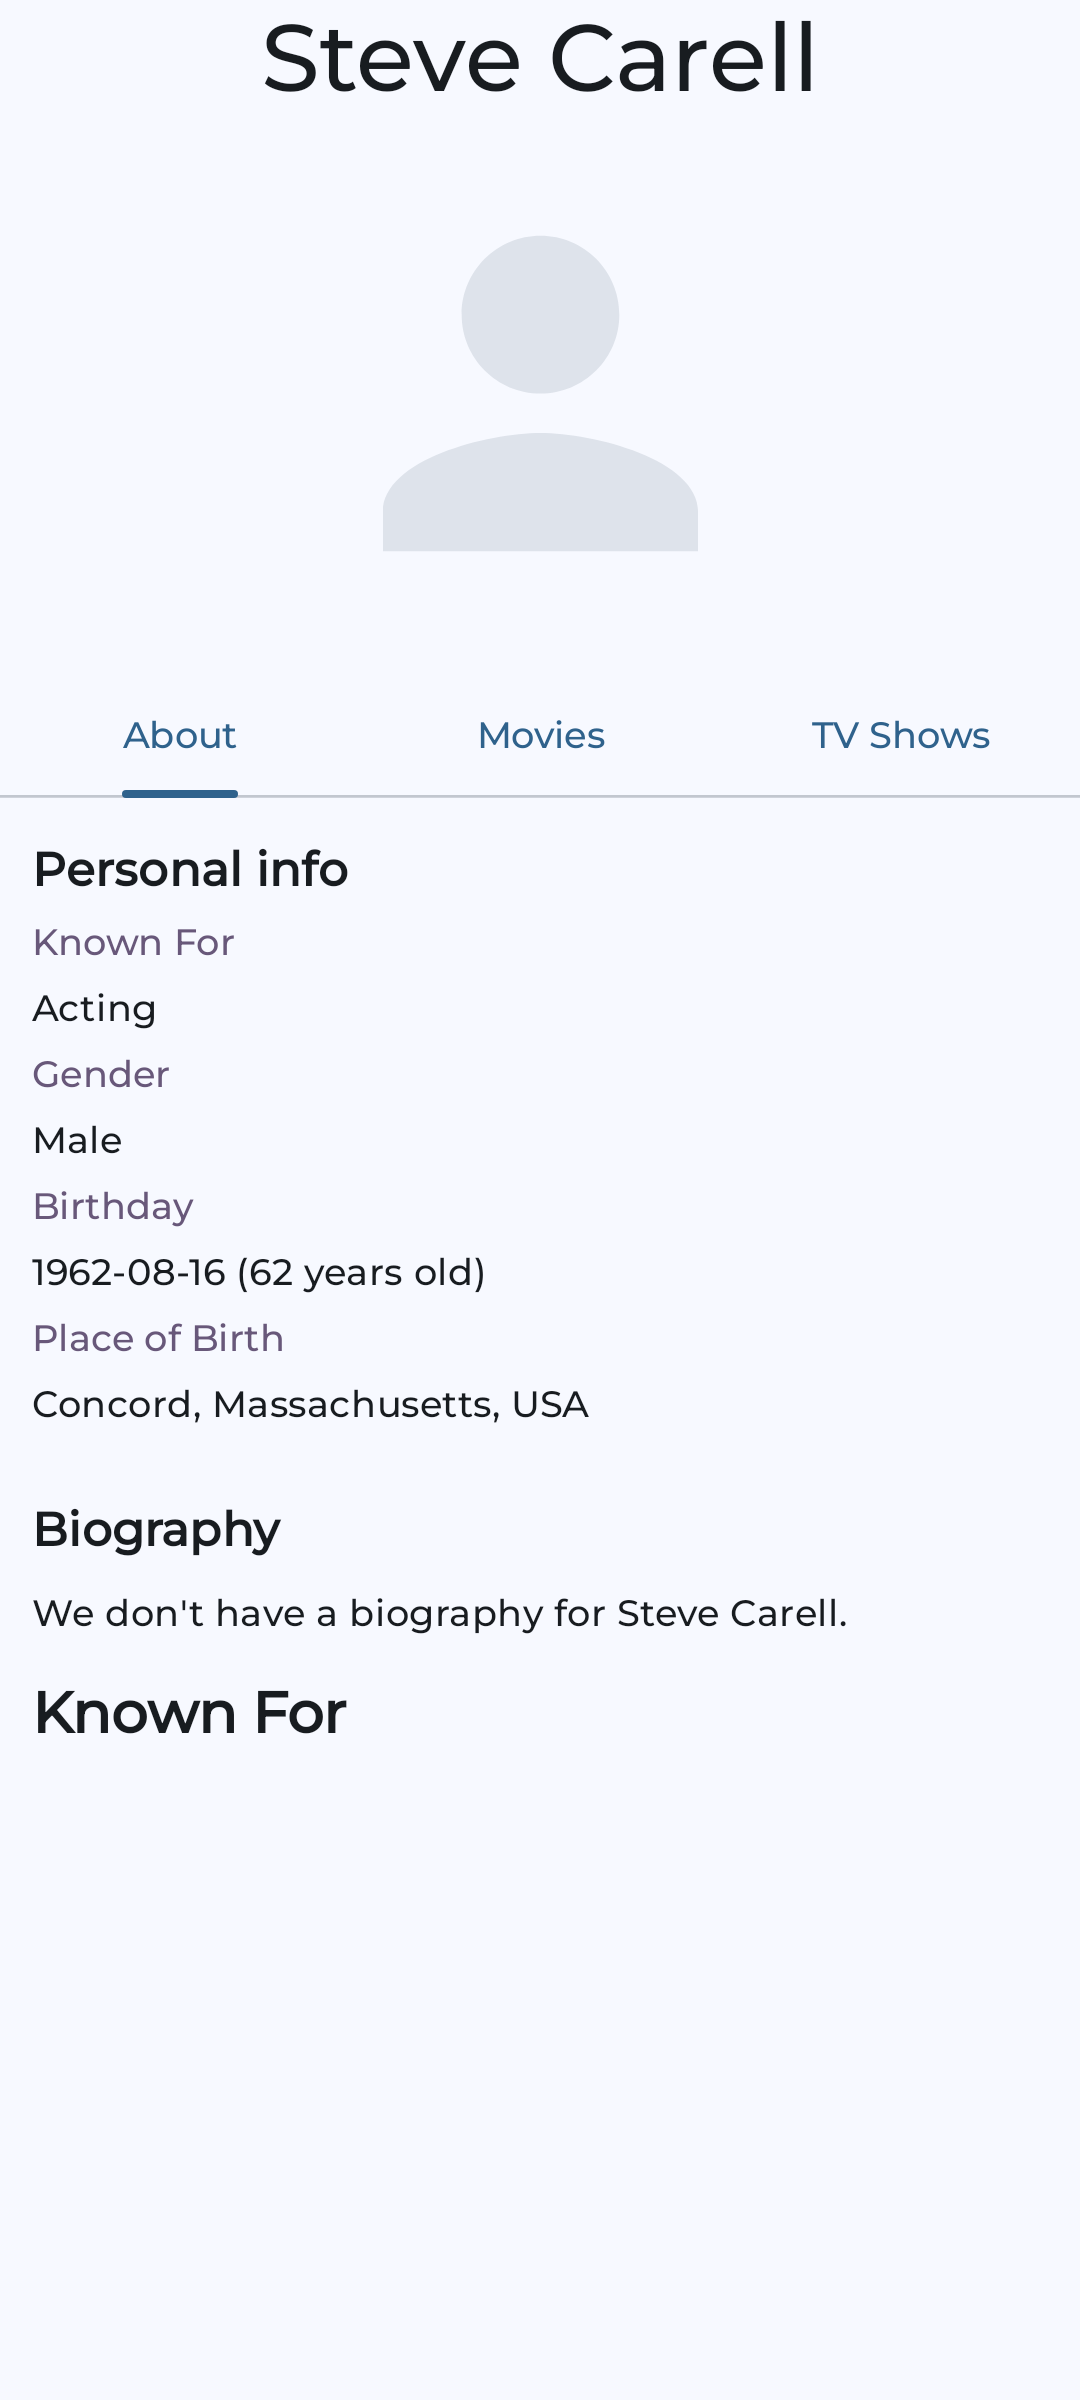 Steve Carell
About
Movies
TV Shows
Personal info
Known For
Acting
Gender
Male
Birthday
1962-08-16 (62 years old)
Place of Birth
Concord, Massachusetts, USA
Biography
We don't have a biography for Steve Carell.
Known For